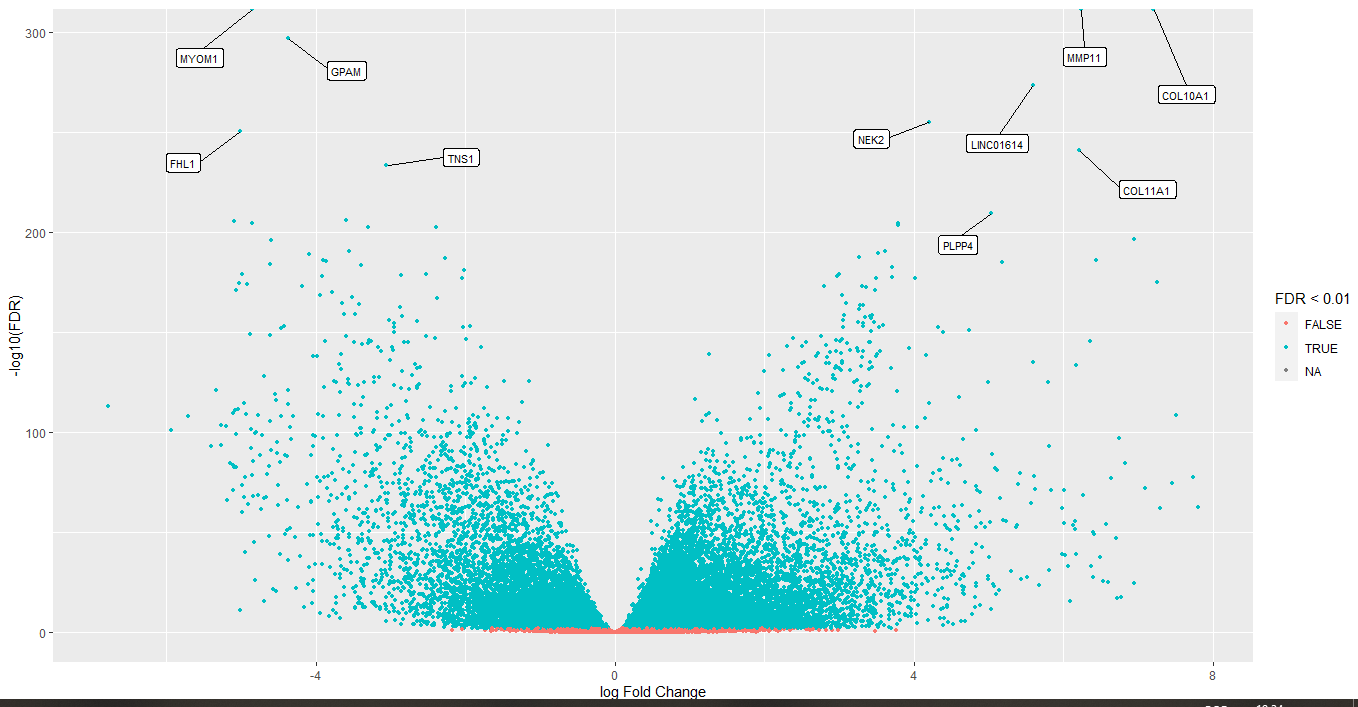 300
MYOM1
GPAM
MMP11
COL10A1
NEK2
LINC01614
FHL1
TNS1
COL11A1
200
PLPP4
-log10(FDR)
FDR < 0.01
FALSE
TRUE
NA
100
0
-4
0
4
8
log Fold Change